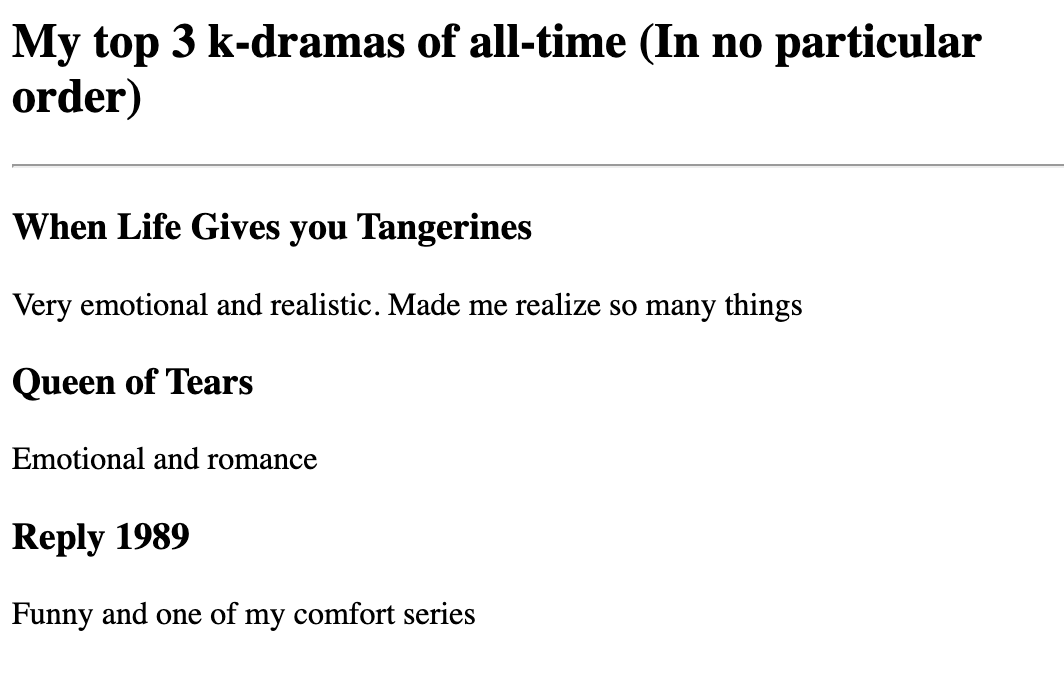 My top 3 k-dramas of all-time (In no particular
order)
When Life Gives you Tangerines
Very emotional and realistic. Made me realize so many things
Queen of Tears
Emotional and romance
Reply 1989
Funny and one of my comfort series